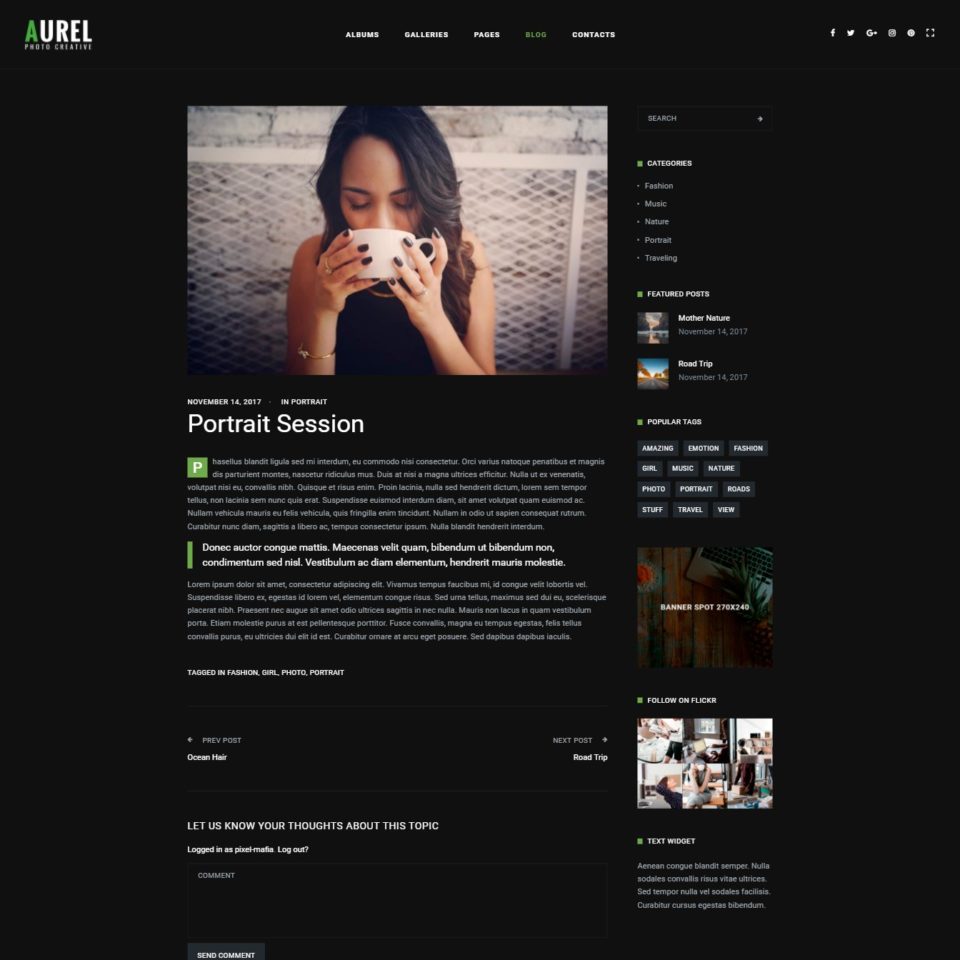 AUREL
PHOTO CREATIVE
ALBUMS GALLERIES PAGES BLOG CONTACTS
NOVEMBER 14, 2017 · IN PORTRAIT
Portrait Session
Phasellus blandit ligula sed mi interdum, eu commodo nisi consectetur. Orci varius natoque penatibus et magnis
dis parturient montes, nascetur ridiculus mus. Duis at nisi a magna ultrices efficitur. Nulla ut ex venenatis,
volutpat nisi eu, convallis nibh. Quisque et risus enim. Proin lacinia, nulla sed hendrerit dictum, lorem sem tempor
tellus, non lacinia sem nunc quis erat. Suspendisse euismod interdum diam, sit amet volutpat quam euismod ac.
Nullam vehicula mauris eu felis vehicula, quis fringilla enim tincidunt. Nullam in odio ut sapien consequat rutrum.
Curabitur nunc diam, sagittis a libero ac, tempus consectetur ipsum. Nulla blandit hendrerit interdum.
Donec auctor congue mattis. Maecenas velit quam, bibendum ut bibendum non,
condimentum sed nisl. Vestibulum ac diam elementum, hendrerit mauris molestie.
Lorem ipsum dolor sit amet, consectetur adipiscing elit. Vivamus tempus faucibus mi, id congue velit lobortis vel.
Suspendisse libero ex, egestas id lorem vel, elementum congue risus. Sed urna tellus, maximus sed dui eu, scelerisque
placerat nibh. Praesent nec augue sit amet odio ultrices sagittis in nec nulla. Mauris non lacus in quam vestibulum
porta. Etiam molestie purus at est pellentesque porttitor. Fusce convallis, magna eu tempus egestas, felis tellus
convallis purus, eu ultricies dui elit id est. Curabitur ornare at arcu eget posuere. Sed dapibus dapibus iaculis.
TAGGED IN FASHION, GIRL, PHOTO, PORTRAIT
PREV POST NEXT POST
Ocean Hair Road Trip
LET US KNOW YOUR THOUGHTS ABOUT THIS TOPIC
Logged in as pixel-mafia. Log out?
COMMENT
SEND COMMENT
SEARCH
CATEGORIES
Fashion
Music
Nature
Portrait
Traveling
FEATURED POSTS
Mother Nature
November 14, 2017
Road Trip
November 14, 2017
POPULAR TAGS
AMAZING EMOTION FASHION
GIRL MUSIC NATURE
PHOTO PORTRAIT ROADS
STUFF TRAVEL VIEW
BANNER SPOT 270X240
FOLLOW ON FLICKR
TEXT WIDGET
Aenean congue blandit semper. Nulla
sodales convallis risus vitae ultrices.
Sed tempor nulla vel sodales facilisis.
Curabitur cursus egestas bibendum.